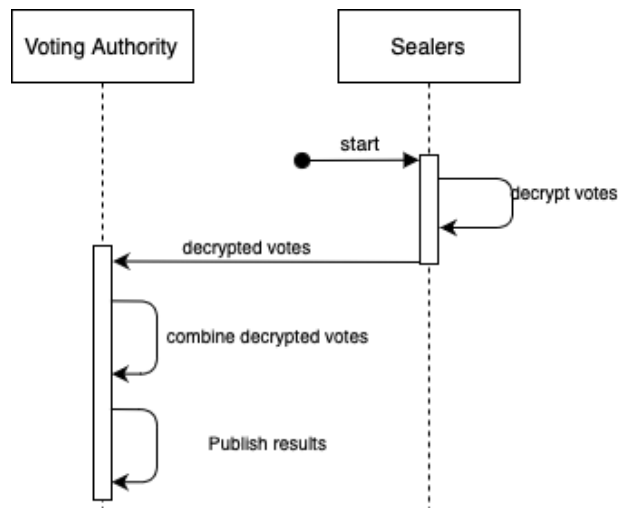 Voting Authority
Sealers
start
decrypt votes
decrypted votes
combine decrypted votes
Publish results